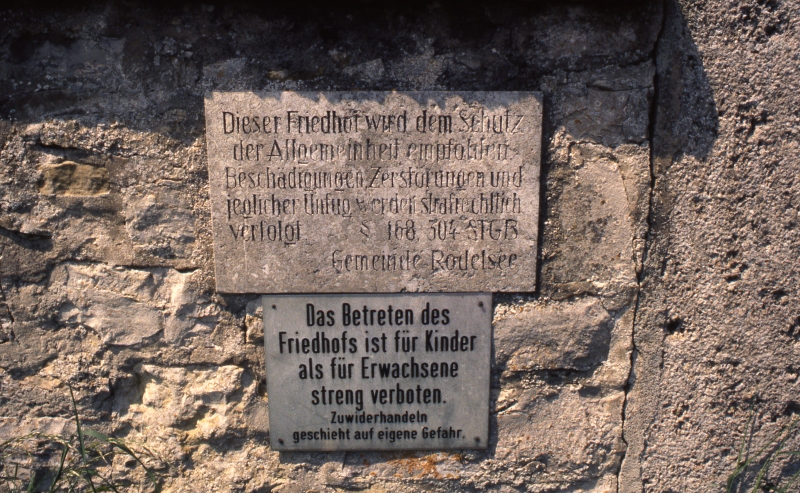 Dieser Friedhof wird dem Schutz
der Allgemeinheit empfohlen-
Beschädigungen, Zerstörungen und
jeglicher Unfug werden strafrechtlich
verfolgt. § 168, 304 STGB
Gemeinde Rödelsee
Das Betreten des
Friedhofs ist für Kinder
als für Erwachsene
streng verboten.
Zuwiderhandeln
geschieht auf eigene Gefahr.